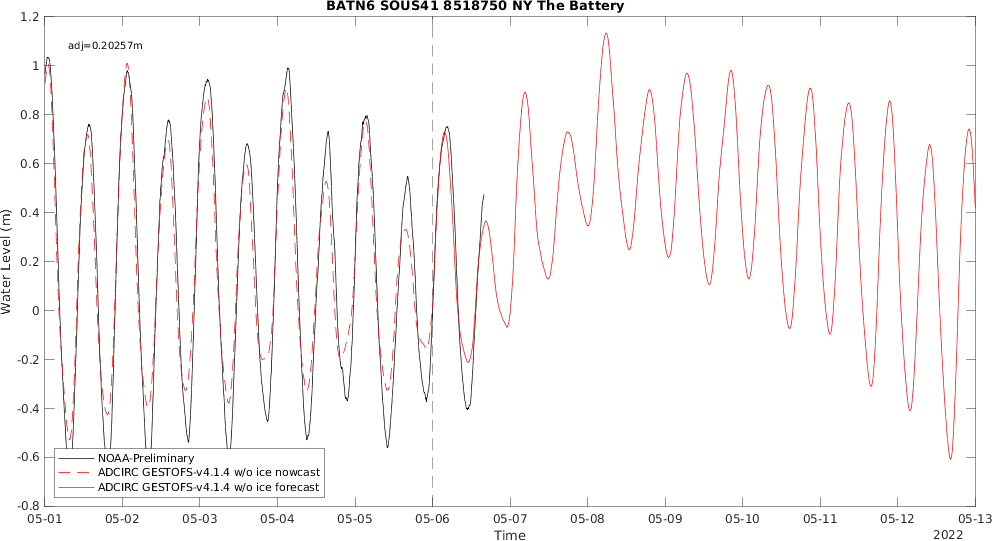 BATN6 SOUS41 8518750 NY The Battery
adj=0.20257m
1.2
1
0.8
0.6
0.4
0.2
0
-0.2
-0.4
-0.6
-0.8
Water Level (m)
NOAA-Preliminary
ADCIRC GESTOFS-v4.1.4 w/o ice nowcast
ADCIRC GESTOFS-v4.1.4 w/o ice forecast
05-01 05-02 05-03 05-04 05-05 05-06 05-07 05-08 05-09 05-10 05-11 05-12 05-13
Time
2022